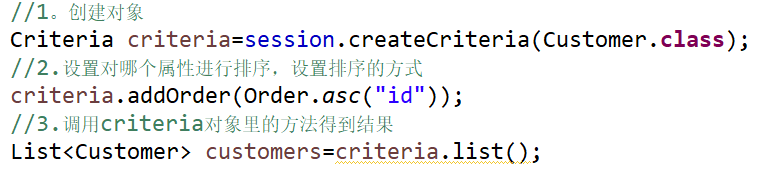 //1。创建对象
Criteria criteria=session.createCriteria(Customer.class);
//2.设置对哪个属性进行排序，设置排序的方式
criteria.addOrder(Order.asc("id"));
//3.调用criteria对象里的方法得到结果
List<Customer> customers=criteria.list();